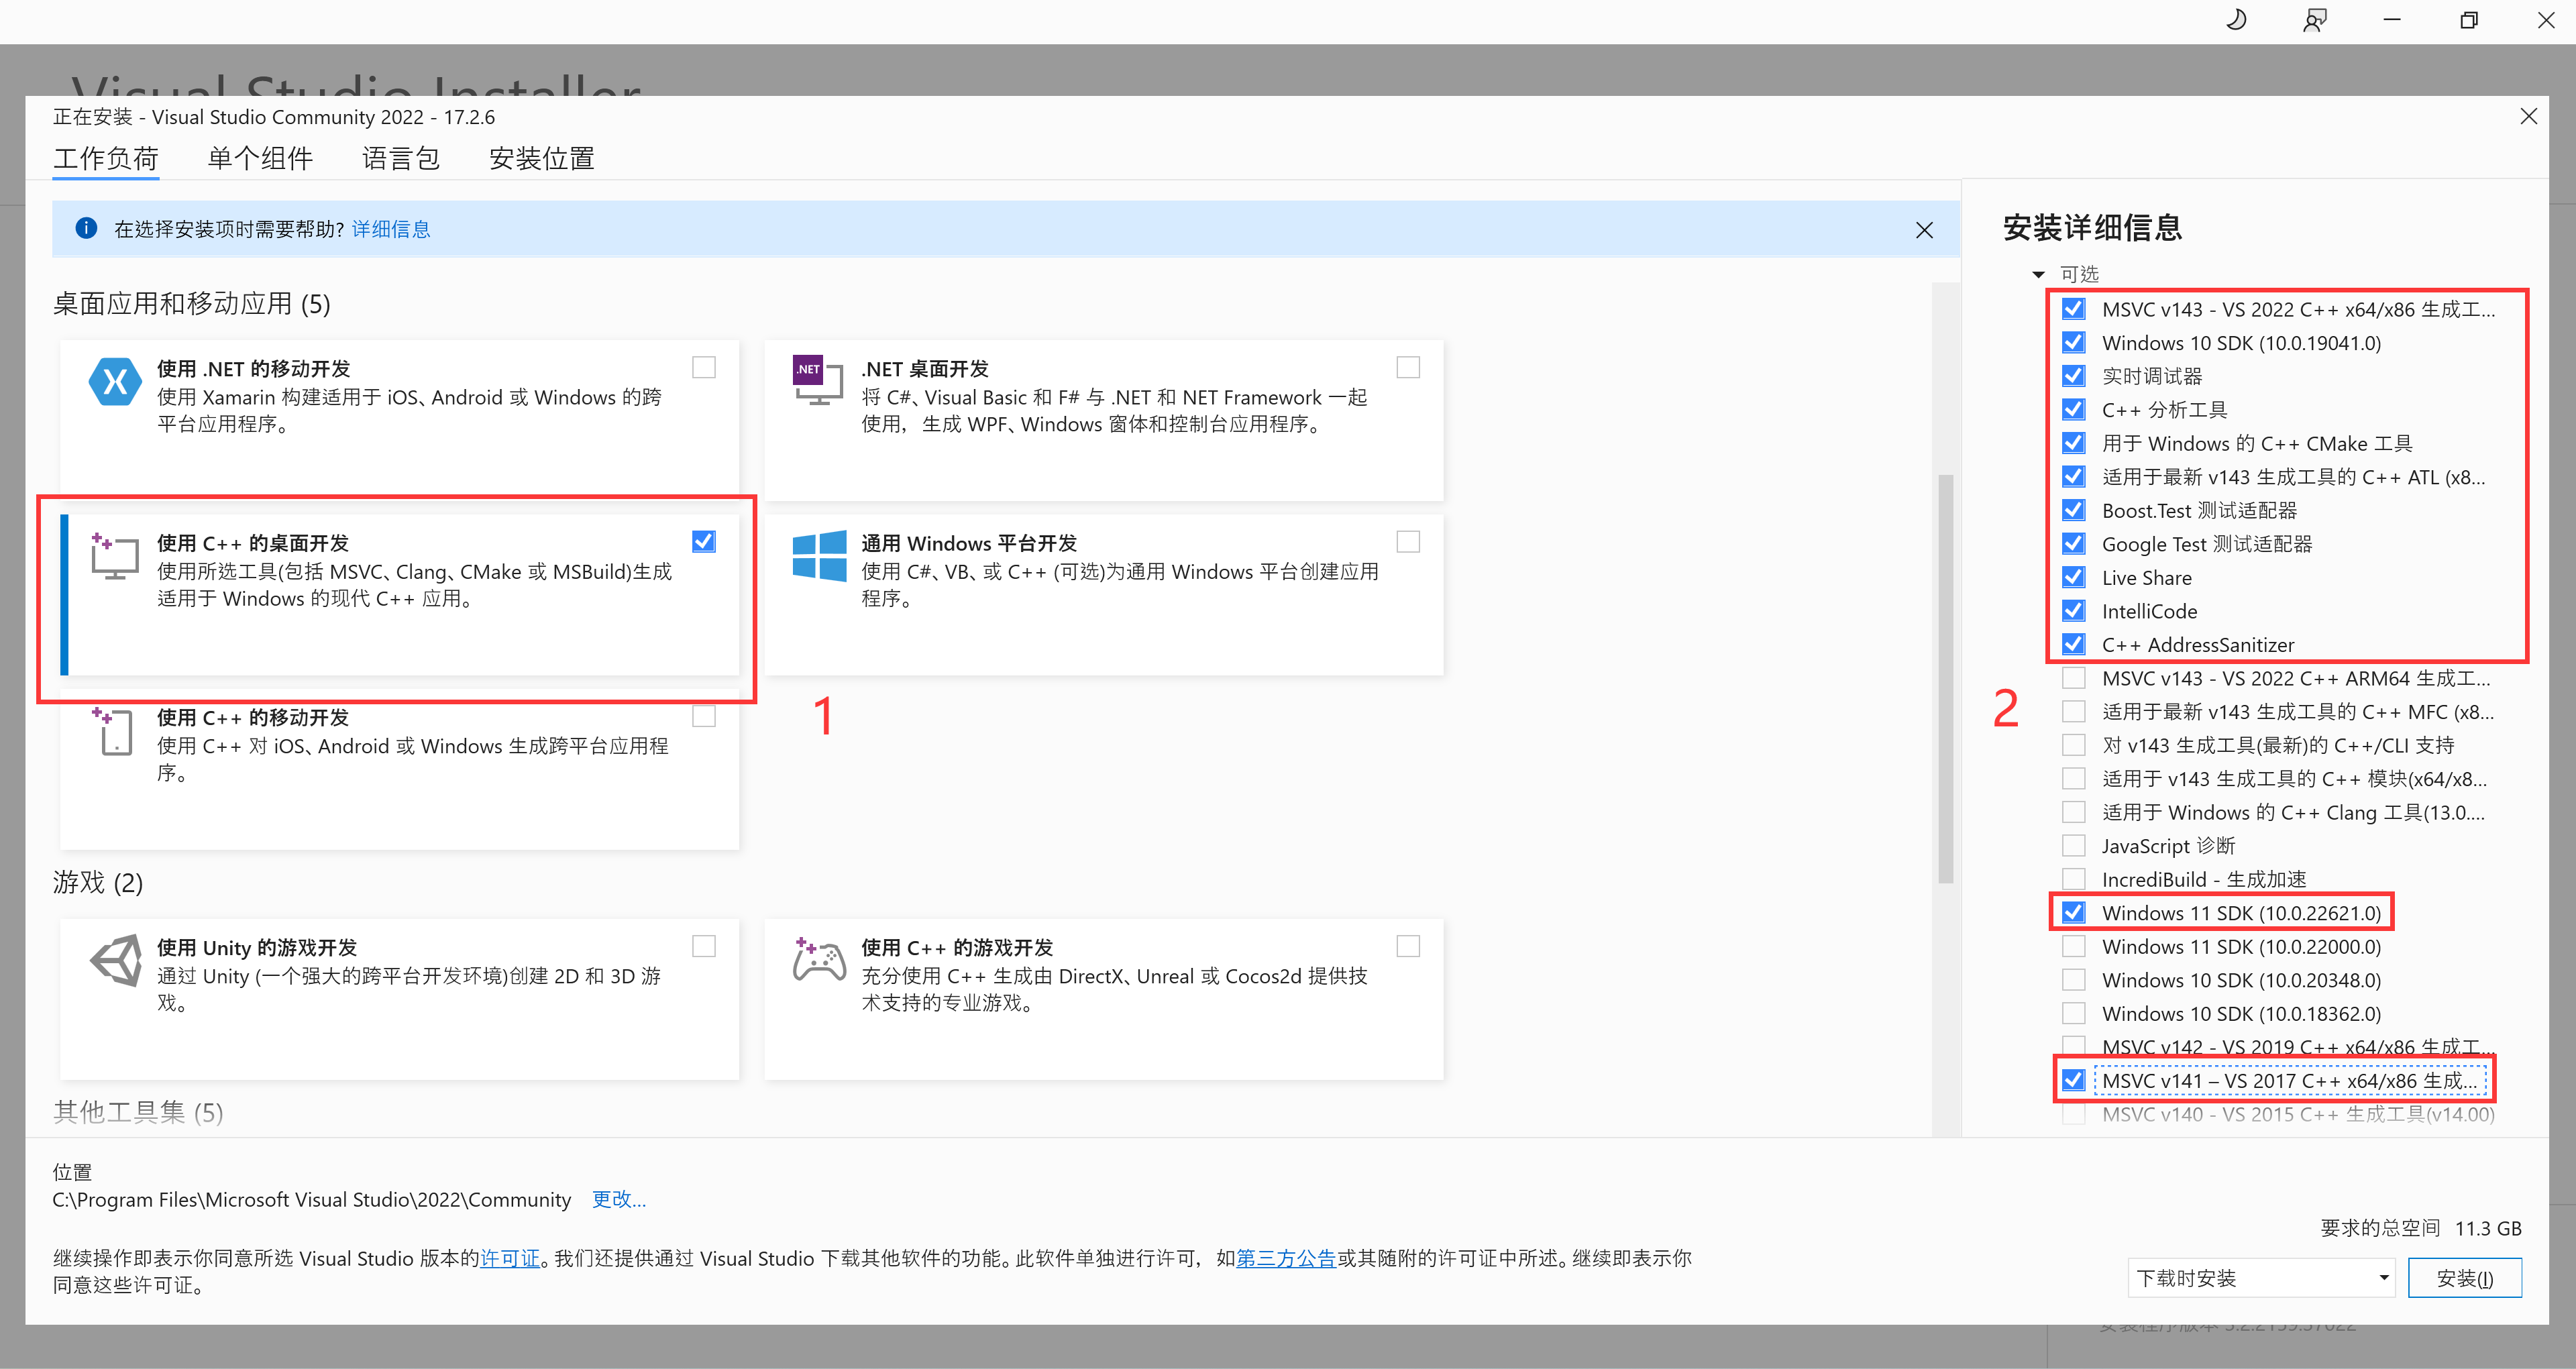 Visual Studio Installer
正在安装 - Visual Studio Community 2022 - 17.2.6
工作负荷 单个组件 语言包 安装位置
在选择安装项时需要帮助? 详细信息
桌面应用和移动应用 (5)
使用 .NET 的移动开发
使用 Xamarin 构建适用于 iOS、Android 或 Windows 的跨
平台应用程序。
.NET
.NET 桌面开发
将 C#、Visual Basic 和 F# 与 .NET 和 NET Framework 一起
使用，生成 WPF、Windows 窗体和控制台应用程序。
使用 C++ 的桌面开发
使用所选工具(包括 MSVC、Clang、CMake 或 MSBuild)生成
适用于 Windows 的现代 C++ 应用。
通用 Windows 平台开发
使用 C#、VB、或 C++ (可选)为通用 Windows 平台创建应用
程序。
1
使用 C++ 的移动开发
使用 C++ 对 iOS、Android 或 Windows 生成跨平台应用程
序。
游戏 (2)
使用 Unity 的游戏开发
通过 Unity (一个强大的跨平台开发环境)创建 2D 和 3D 游
戏。
使用 C++ 的游戏开发
充分使用 C++ 生成由 DirectX、Unreal 或 Cocos2d 提供技
术支持的专业游戏。
其他工具集 (5)
安装详细信息
可选
MSVC v143 - VS 2022 C++ x64/x86 生成工...
Windows 10 SDK (10.0.19041.0)
实时调试器
C++ 分析工具
用于 Windows 的 C++ CMake 工具
适用于最新 v143 生成工具的 C++ ATL (x8...
Boost.Test 测试适配器
Google Test 测试适配器
Live Share
IntelliCode
C++ AddressSanitizer
MSVC v143 - VS 2022 C++ ARM64 生成工...
2
适用于最新 v143 生成工具的 C++ MFC (x8...
对 v143 生成工具(最新)的 C++/CLI 支持
适用于 v143 生成工具的 C++ 模块(x64/x8...
适用于 Windows 的 C++ Clang 工具(13.0....
JavaScript 诊断
IncrediBuild - 生成加速
Windows 11 SDK (10.0.22621.0)
Windows 11 SDK (10.0.22000.0)
Windows 10 SDK (10.0.20348.0)
Windows 10 SDK (10.0.18362.0)
MSVC v142 - VS 2019 C++ x64/x86 生成工...
MSVC v141 – VS 2017 C++ x64/x86 生成...
MSVC v140 - VS 2015 C++ 生成工具(v14.00)
位置
C:\Program Files\Microsoft Visual Studio\2022\Community 更改...
继续操作即表示你同意所选 Visual Studio 版本的许可证。我们还提供通过 Visual Studio 下载其他软件的功能。此软件单独进行许可，如第三方公告或其随附的许可证中所述。继续即表示你
同意这些许可证。
要求的总空间 11.3 GB
下载时安装
安装(I)